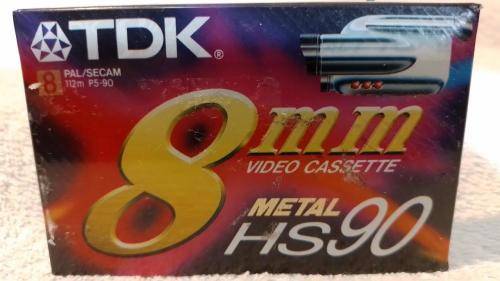 TDK®
8 PAL/SECAM
112m P5-90
8mm
VIDEO CASSETTE
METAL
HS90